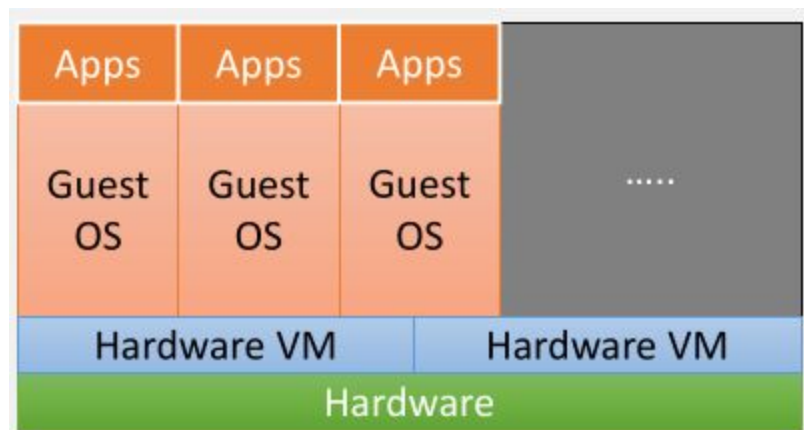 Apps Apps Apps
Guest OS Guest OS Guest OS
.....
Hardware VM Hardware VM
Hardware